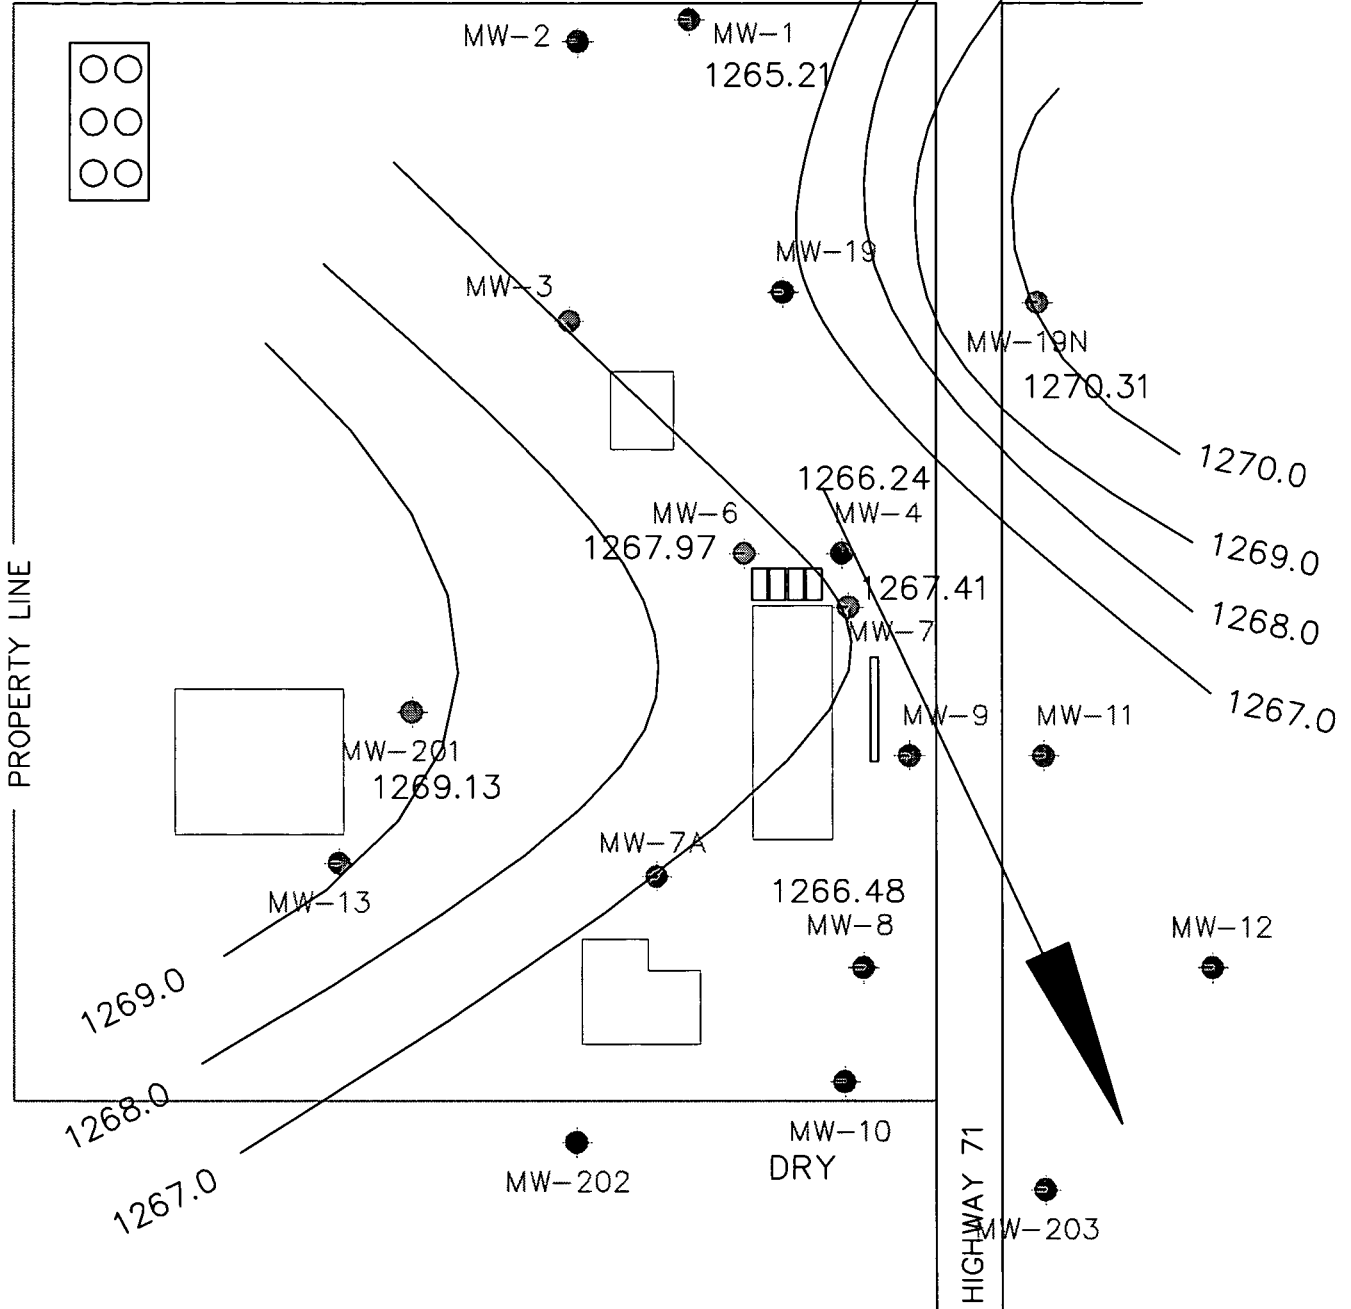 MW-2
MW-1
1265.21
MW-19
MW-3
MW-19N
1270.31
1270.0
1266.24
MW-6
MW-4
1267.97
1269.0
1267.41
1268.0
MW-7
PROPERTY LINE
1267.0
MW-9
MW-11
MW-201
1269.13
MW-7A
1266.48
MW-13
MW-8
MW-12
1269.0
1268.0
MW-10
DRY
1267.0
MW-202
HIGHWAY 71
MW-203